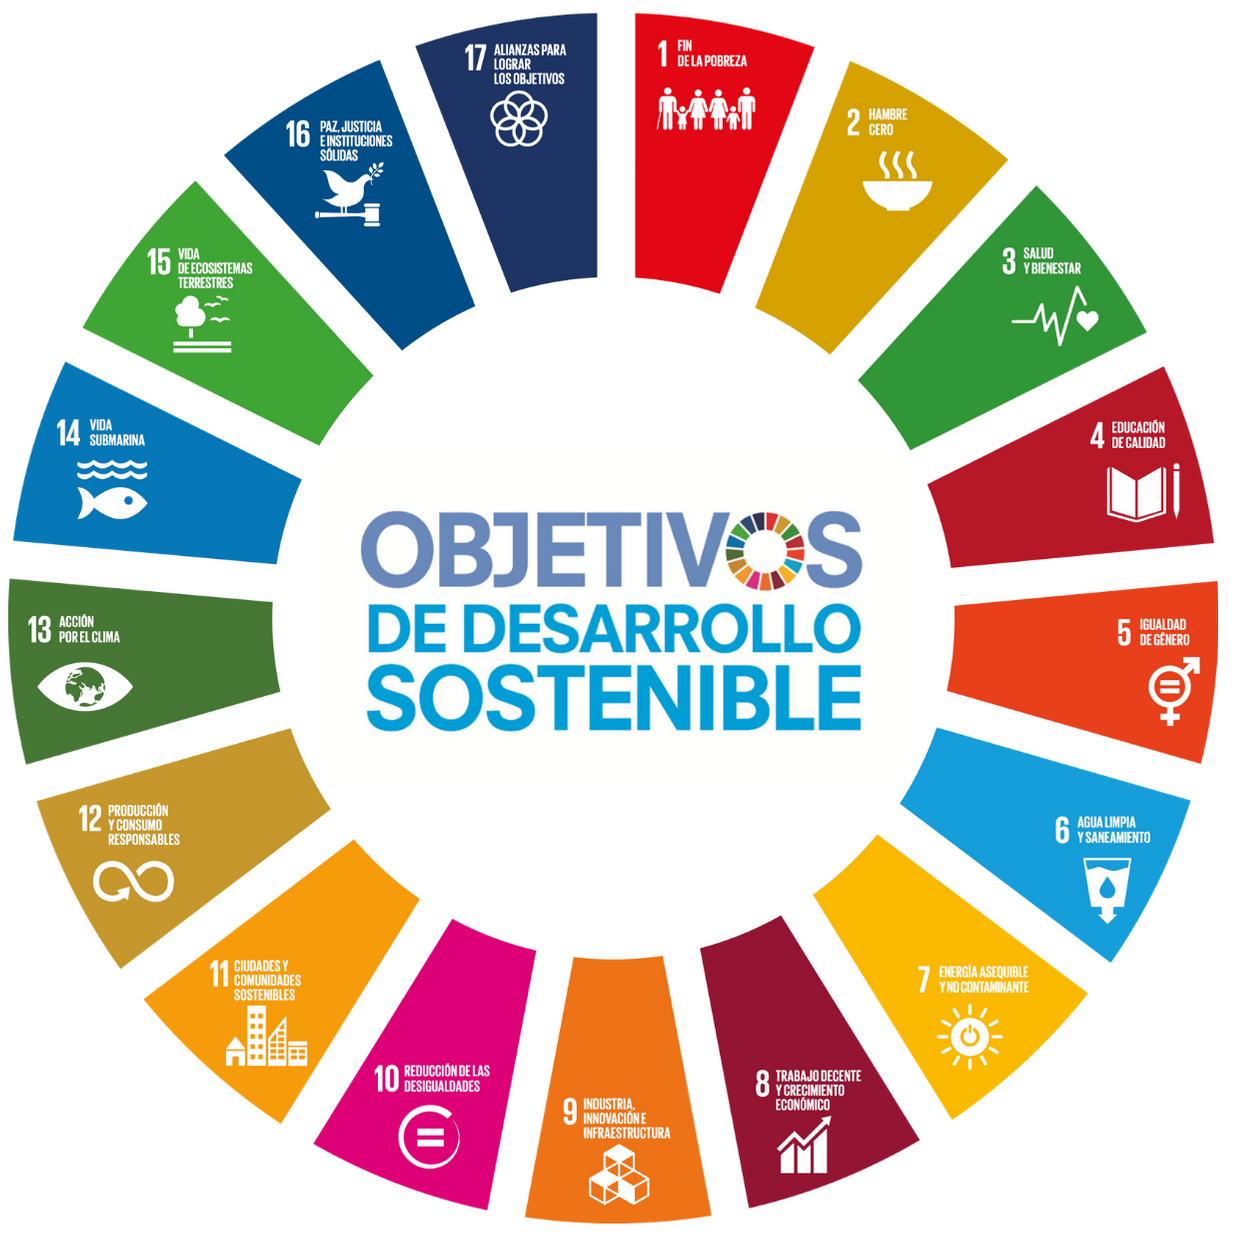 1 FIN
DE LA POBREZA
2 HAMBRE
CERO
3 SALUD
Y BIENESTAR
4 EDUCACIÓN
DE CALIDAD
5 IGUALDAD
DE GÉNERO
6 AGUA LIMPIA
Y SANEAMIENTO
7 ENERGÍA ASEQUIBLE
Y NO CONTAMINANTE
8 TRABAJO DECENTE
Y CRECIMIENTO
ECONÓMICO
9 INDUSTRIA,
INNOVACIÓN E
INFRAESTRUCTURA
10 REDUCCIÓN DE LAS
DESIGUALDADES
11 CIUDADES Y
COMUNIDADES
SOSTENIBLES
12 PRODUCCIÓN
Y CONSUMO
RESPONSABLES
13 ACCIÓN
POR EL CLIMA
14 VIDA
SUBMARINA
15 VIDA
DE ECOSISTEMAS
TERRESTRES
16 PAZ, JUSTICIA
E INSTITUCIONES
SÓLIDAS
17 ALIANZAS PARA
LOGRAR
LOS OBJETIVOS
OBJETIVOS
DE DESARROLLO
SOSTENIBLE